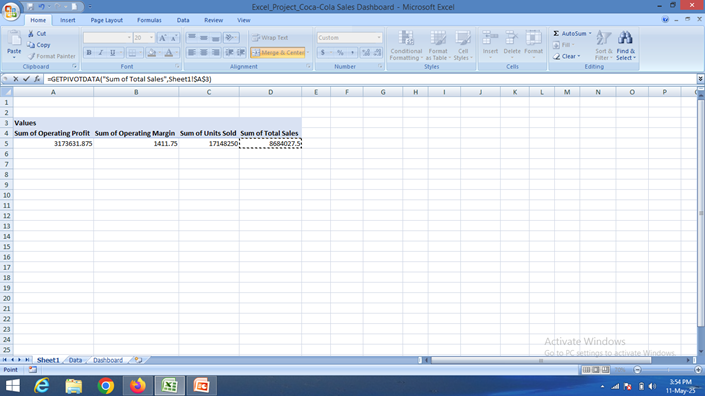 Excel_Project_Coca-Cola Sales Dashboard - Microsoft Excel
Home Insert Page Layout Formulas Data Review View
Paste
Cut
Copy
Format Painter
Clipboard
20
B I U
Font
Wrap Text
Merge & Center
Alignment
Custom
$ % ,
Number
Conditional Formatting
Format as Table
Cell Styles
Styles
Insert Delete Format
Cells
Σ AutoSum
Fill
Clear
Sort & Filter
Find & Select
Editing
=GETPIVOTDATA("Sum of Total Sales",Sheet1!$A$3)
A B C D E F G H I J K L M N O P
1
2
3 Values
4 Sum of Operating Profit Sum of Operating Margin Sum of Units Sold Sum of Total Sales
5 3173631.875 1411.75 17148250 8684027.5
6
7
8
9
10
11
12
13
14
15
16
17
18
19
20
21
22
23
24
25
Activate Windows
Go to PC settings to activate Windows.
Sheet1 Data Dashboard
Point
3:54 PM
11-May-25